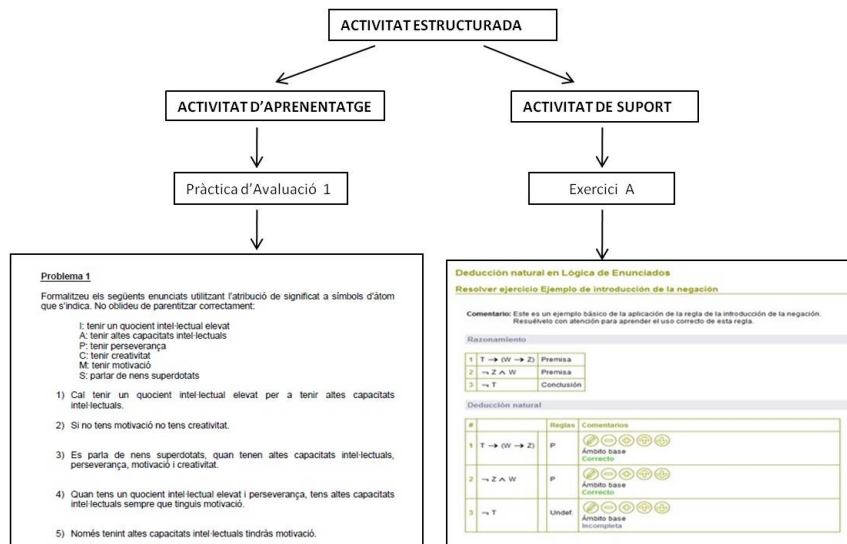 ACTIVITAT ESTRUCTURADA
ACTIVITAT D'APRENENTATGE
ACTIVITAT DE SUPORT
Pràctica d'Avaluació 1
Exercici A
Problema 1
Formalitzeu els següents enunciats utilitzant l'atribució de significat a símbols d'àtom
que s'indica. No oblideu de parentitzar correctament:
I: tenir un quocient intel·lectual elevat
A: tenir altes capacitats intel·lectuals
P: tenir perseverança
C: tenir creativitat
M: tenir motivació
S: parlar de nens superdotats
1) Cal tenir un quocient intel·lectual elevat per a tenir altes capacitats
intel·lectuals.
2) Si no tens motivació no tens creativitat.
3) Es parla de nens superdotats, quan tenen altes capacitats intel·lectuals,
perseverança, motivació i creativitat.
4) Quan tens un quocient intel·lectual elevat i perseverança, tens altes capacitats
intel·lectuals sempre que tinguis motivació.
5) Només tenint altes capacitats intel·lectuals tindràs motivació.
Deducción natural en Lógica de Enunciados
Resolver ejercicio Ejemplo de introducción de la negación
Comentario: Este es un ejemplo básico de la aplicación de la regla de la introducción de la negación.
Resuélvelo con atención para aprender el uso correcto de esta regla.
Razonamiento
1 T → (W → Z) Premisa
2 ¬ Z ∧ W Premisa
3 ¬ T Conclusión
Deducción natural
# Reglas Comentarios
1 T → (W → Z) P
Ámbito base
Correcto
2 ¬ Z ∧ W P
Ámbito base
Correcto
3 ¬ T Undef.
Ámbito base
Incompleta